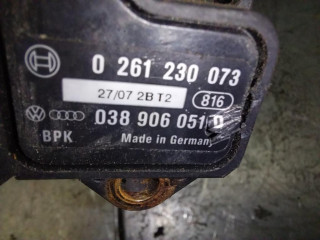 0 261 230 073
27/07 2B T2 816
038 906 051 D
BPK Made in Germany